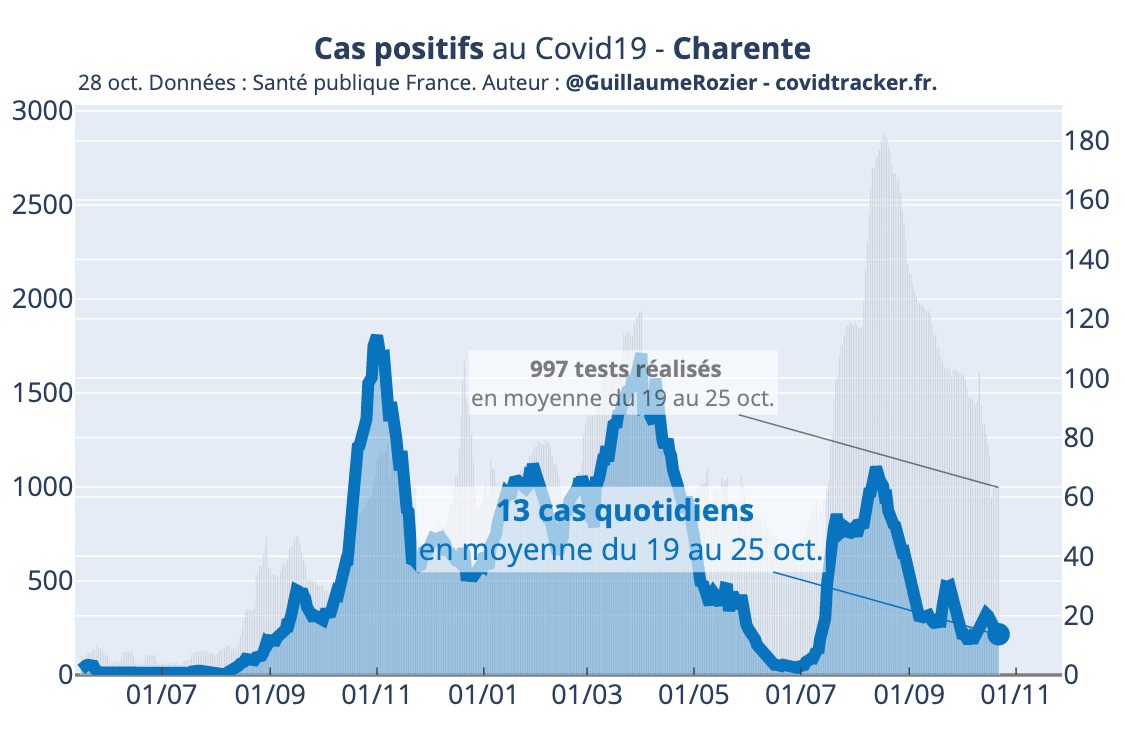 Cas positifs au Covid19 - Charente
28 oct. Données : Santé publique France. Auteur : @GuillaumeRozier - covidtracker.fr.
3000
2500
2000
1500
1000
500
0
180
160
140
120
100
80
60
40
20
0
997 tests réalisés
en moyenne du 19 au 25 oct.
13 cas quotidiens
en moyenne du 19 au 25 oct.
01/07 01/09 01/11 01/01 01/03 01/05 01/07 01/09 01/11